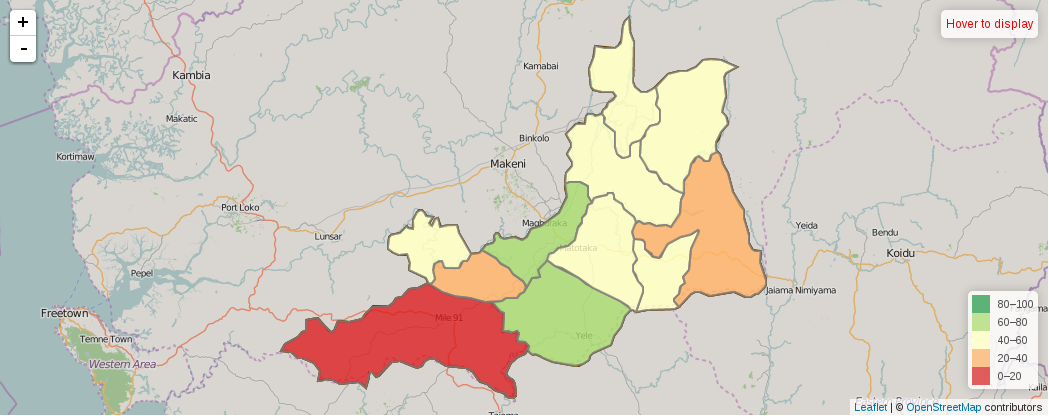 +
-
Hover to display
Kamabai
Kambia
Makatic
Binkolo
Kortimaw
Makeni
Port Loko
Magburaka
Lunsar
Yeida
Bendu
Matotaka
Koidu
Pepel
Jaiama Nimiyama
Freetown
Mile 91
Temne Town
Yele
Western Area
80–100
60–80
40–60
20–40
0–20
Leaflet | © OpenStreetMap contributors